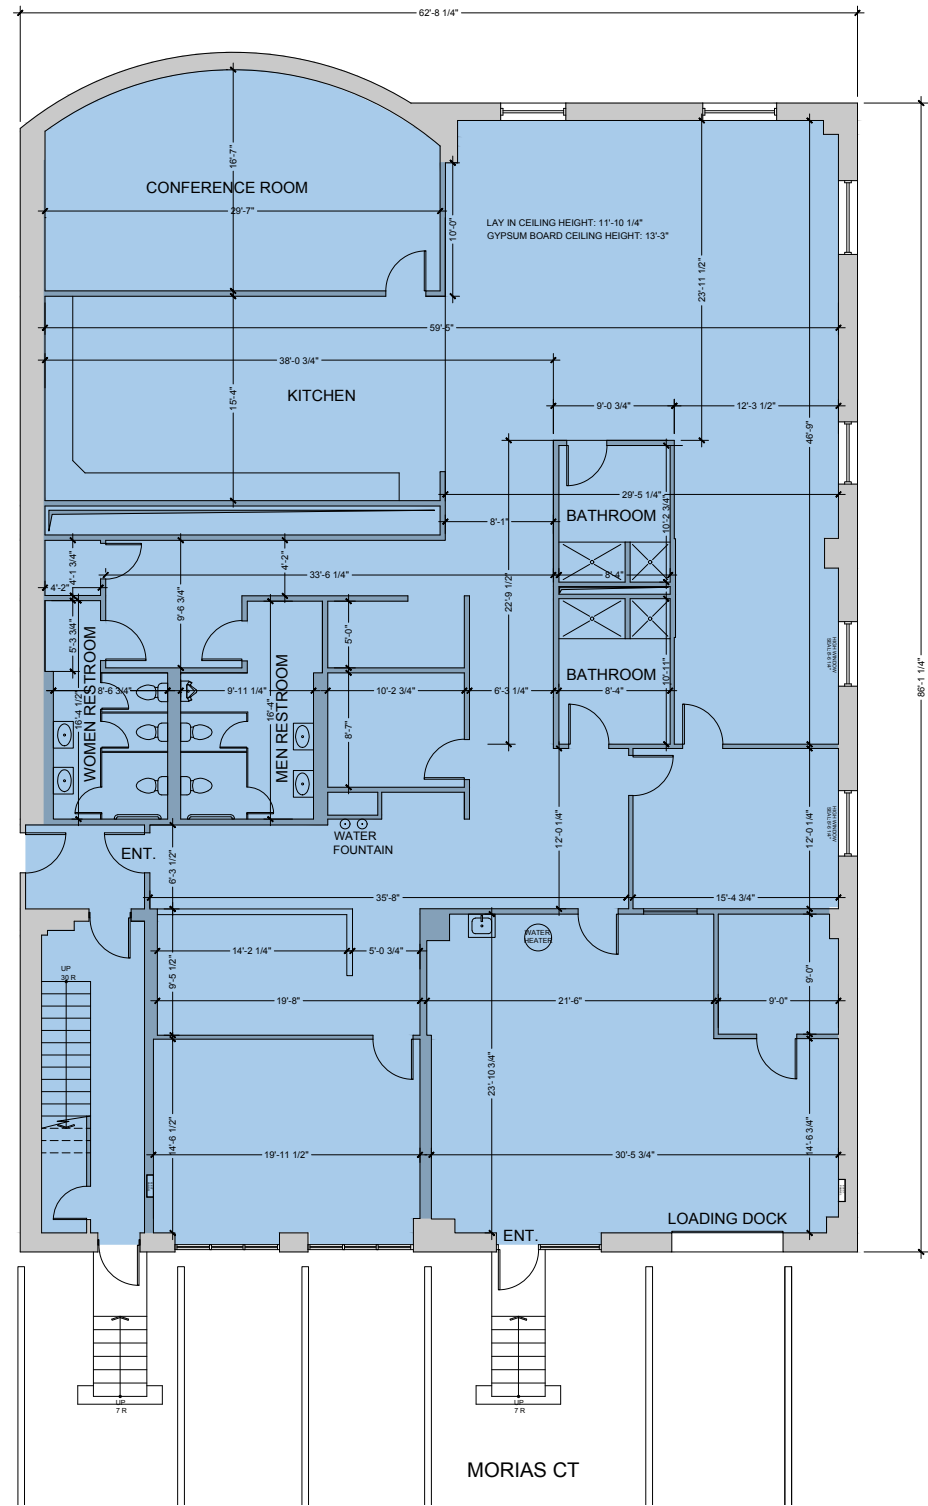 62'-8 1/4"
16'-7"
CONFERENCE ROOM
29'-7"
10'-0"
LAY IN CEILING HEIGHT: 11'-10 1/4"
GYPSUM BOARD CEILING HEIGHT: 13'-3"
23'-11 1/2"
59'-5"
38'-0 3/4"
15'-4"
KITCHEN
9'-0 3/4"
12'-3 1/2"
46'-9"
29'-5 1/4"
8'-1"
BATHROOM
10'-2 3/4"
4'-1 3/4"
4'-2"
33'-6 1/4"
8'-4"
4'-2"
9'-6 3/4"
22'-9 1/2"
5'-3 3/4"
5'-0"
WOMEN RESTROOM
MEN RESTROOM
BATHROOM
10'-11"
8'-6 3/4"
9'-11 1/4"
10'-2 3/4"
6'-3 1/4"
8'-4"
16'-4 1/2"
16'-4"
8'-7"
86'-1 1/4"
WATER
FOUNTAIN
ENT.
6'-3 1/2"
12'-0 1/4"
12'-0 1/4"
35'-8"
15'-4 3/4"
14'-2 1/4"
5'-0 3/4"
WATER
HEATER
9'-5 1/2"
9'-0"
UP
30 R
19'-8"
21'-6"
9'-0"
23'-10 3/4"
14'-6 1/2"
14'-6 3/4"
19'-11 1/2"
30'-5 3/4"
LOADING DOCK
ENT.
UP
7 R
UP
7 R
MORIAS CT